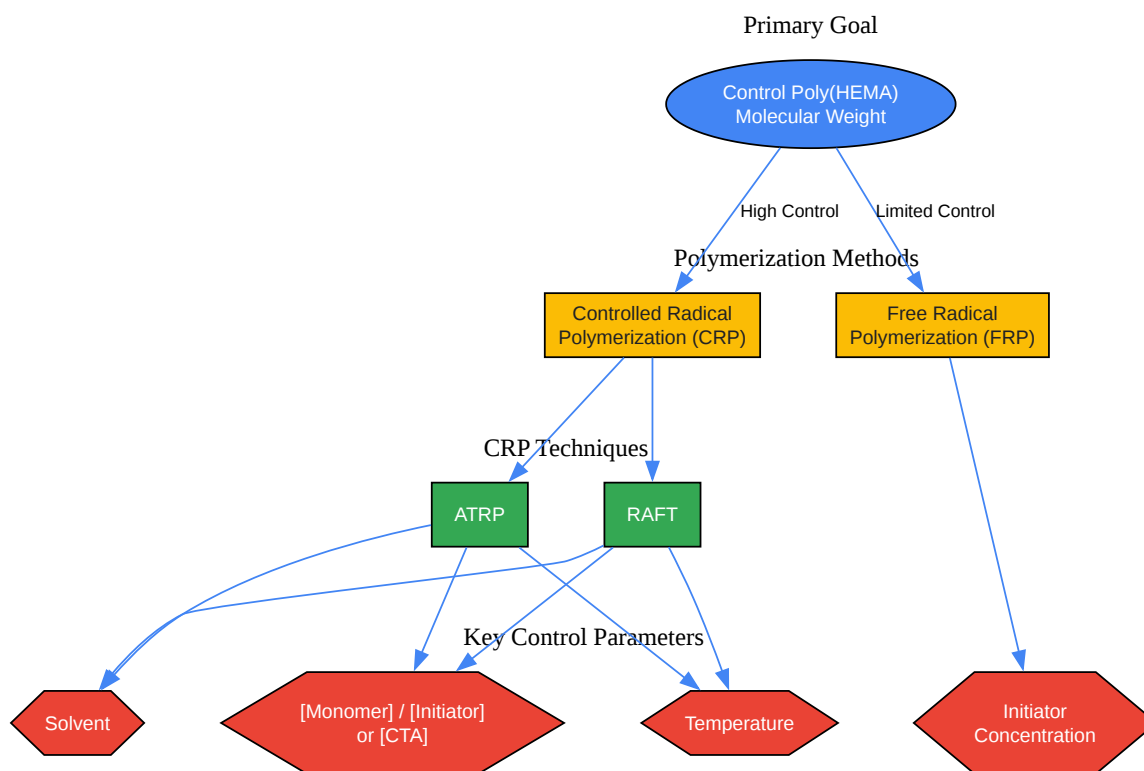 Primary Goal
Control Poly(HEMA)
Molecular Weight
High Control
Limited Control
Polymerization Methods
Controlled Radical
Polymerization (CRP)
Free Radical
Polymerization (FRP)
CRP Techniques
ATRP
RAFT
Key Control Parameters
Solvent
[Monomer] / [Initiator]
or [CTA]
Temperature
Initiator
Concentration